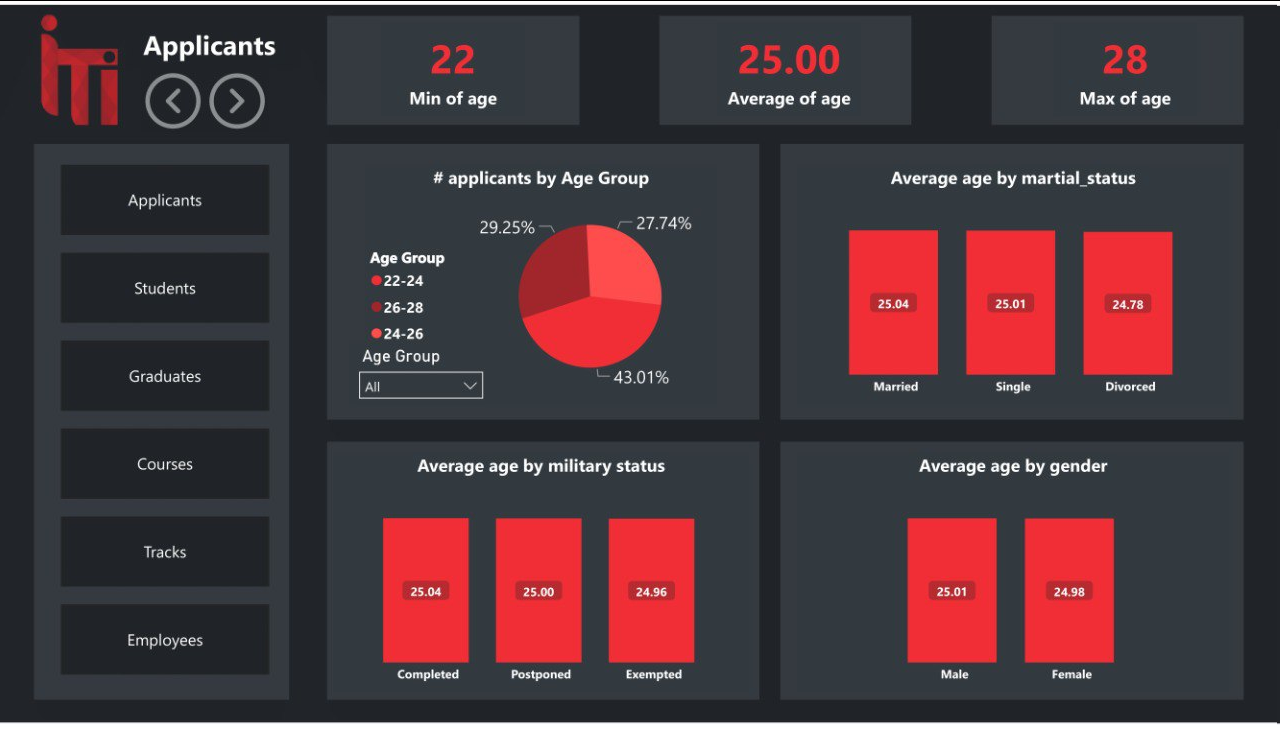 iTi
Applicants
22
Min of age
25.00
Average of age
28
Max of age
Applicants
Students
Graduates
Courses
Tracks
Employees
# applicants by Age Group
29.25%
27.74%
43.01%
Age Group
22-24
26-28
24-26
Age Group
All
Average age by martial_status
25.04
25.01
24.78
Married
Single
Divorced
Average age by military status
25.04
25.00
24.96
Completed
Postponed
Exempted
Average age by gender
25.01
24.98
Male
Female